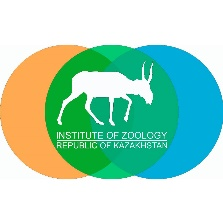 INSTITUTE OF ZOOLOGY
REPUBLIC OF KAZAKHSTAN